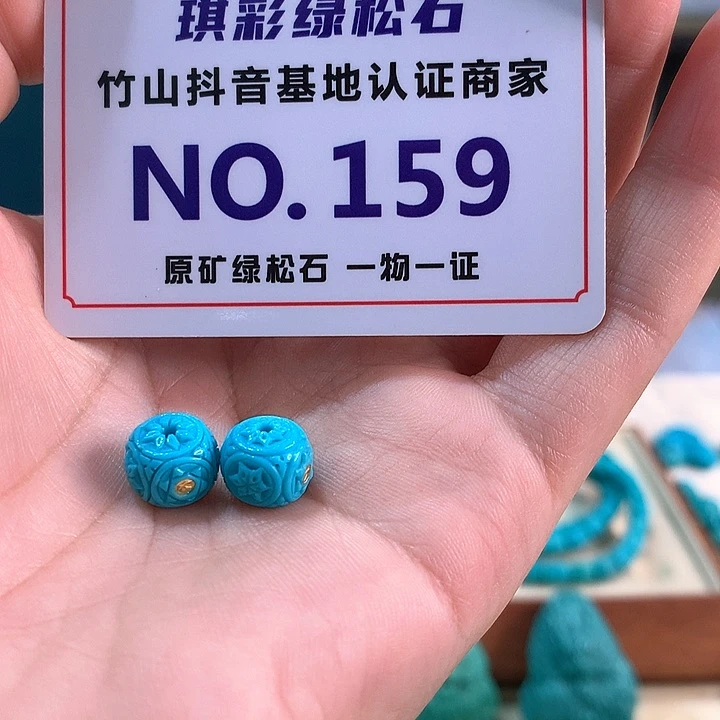 琪彩绿松石
竹山抖音基地认证商家
NO.159
原矿绿松石 一物一证